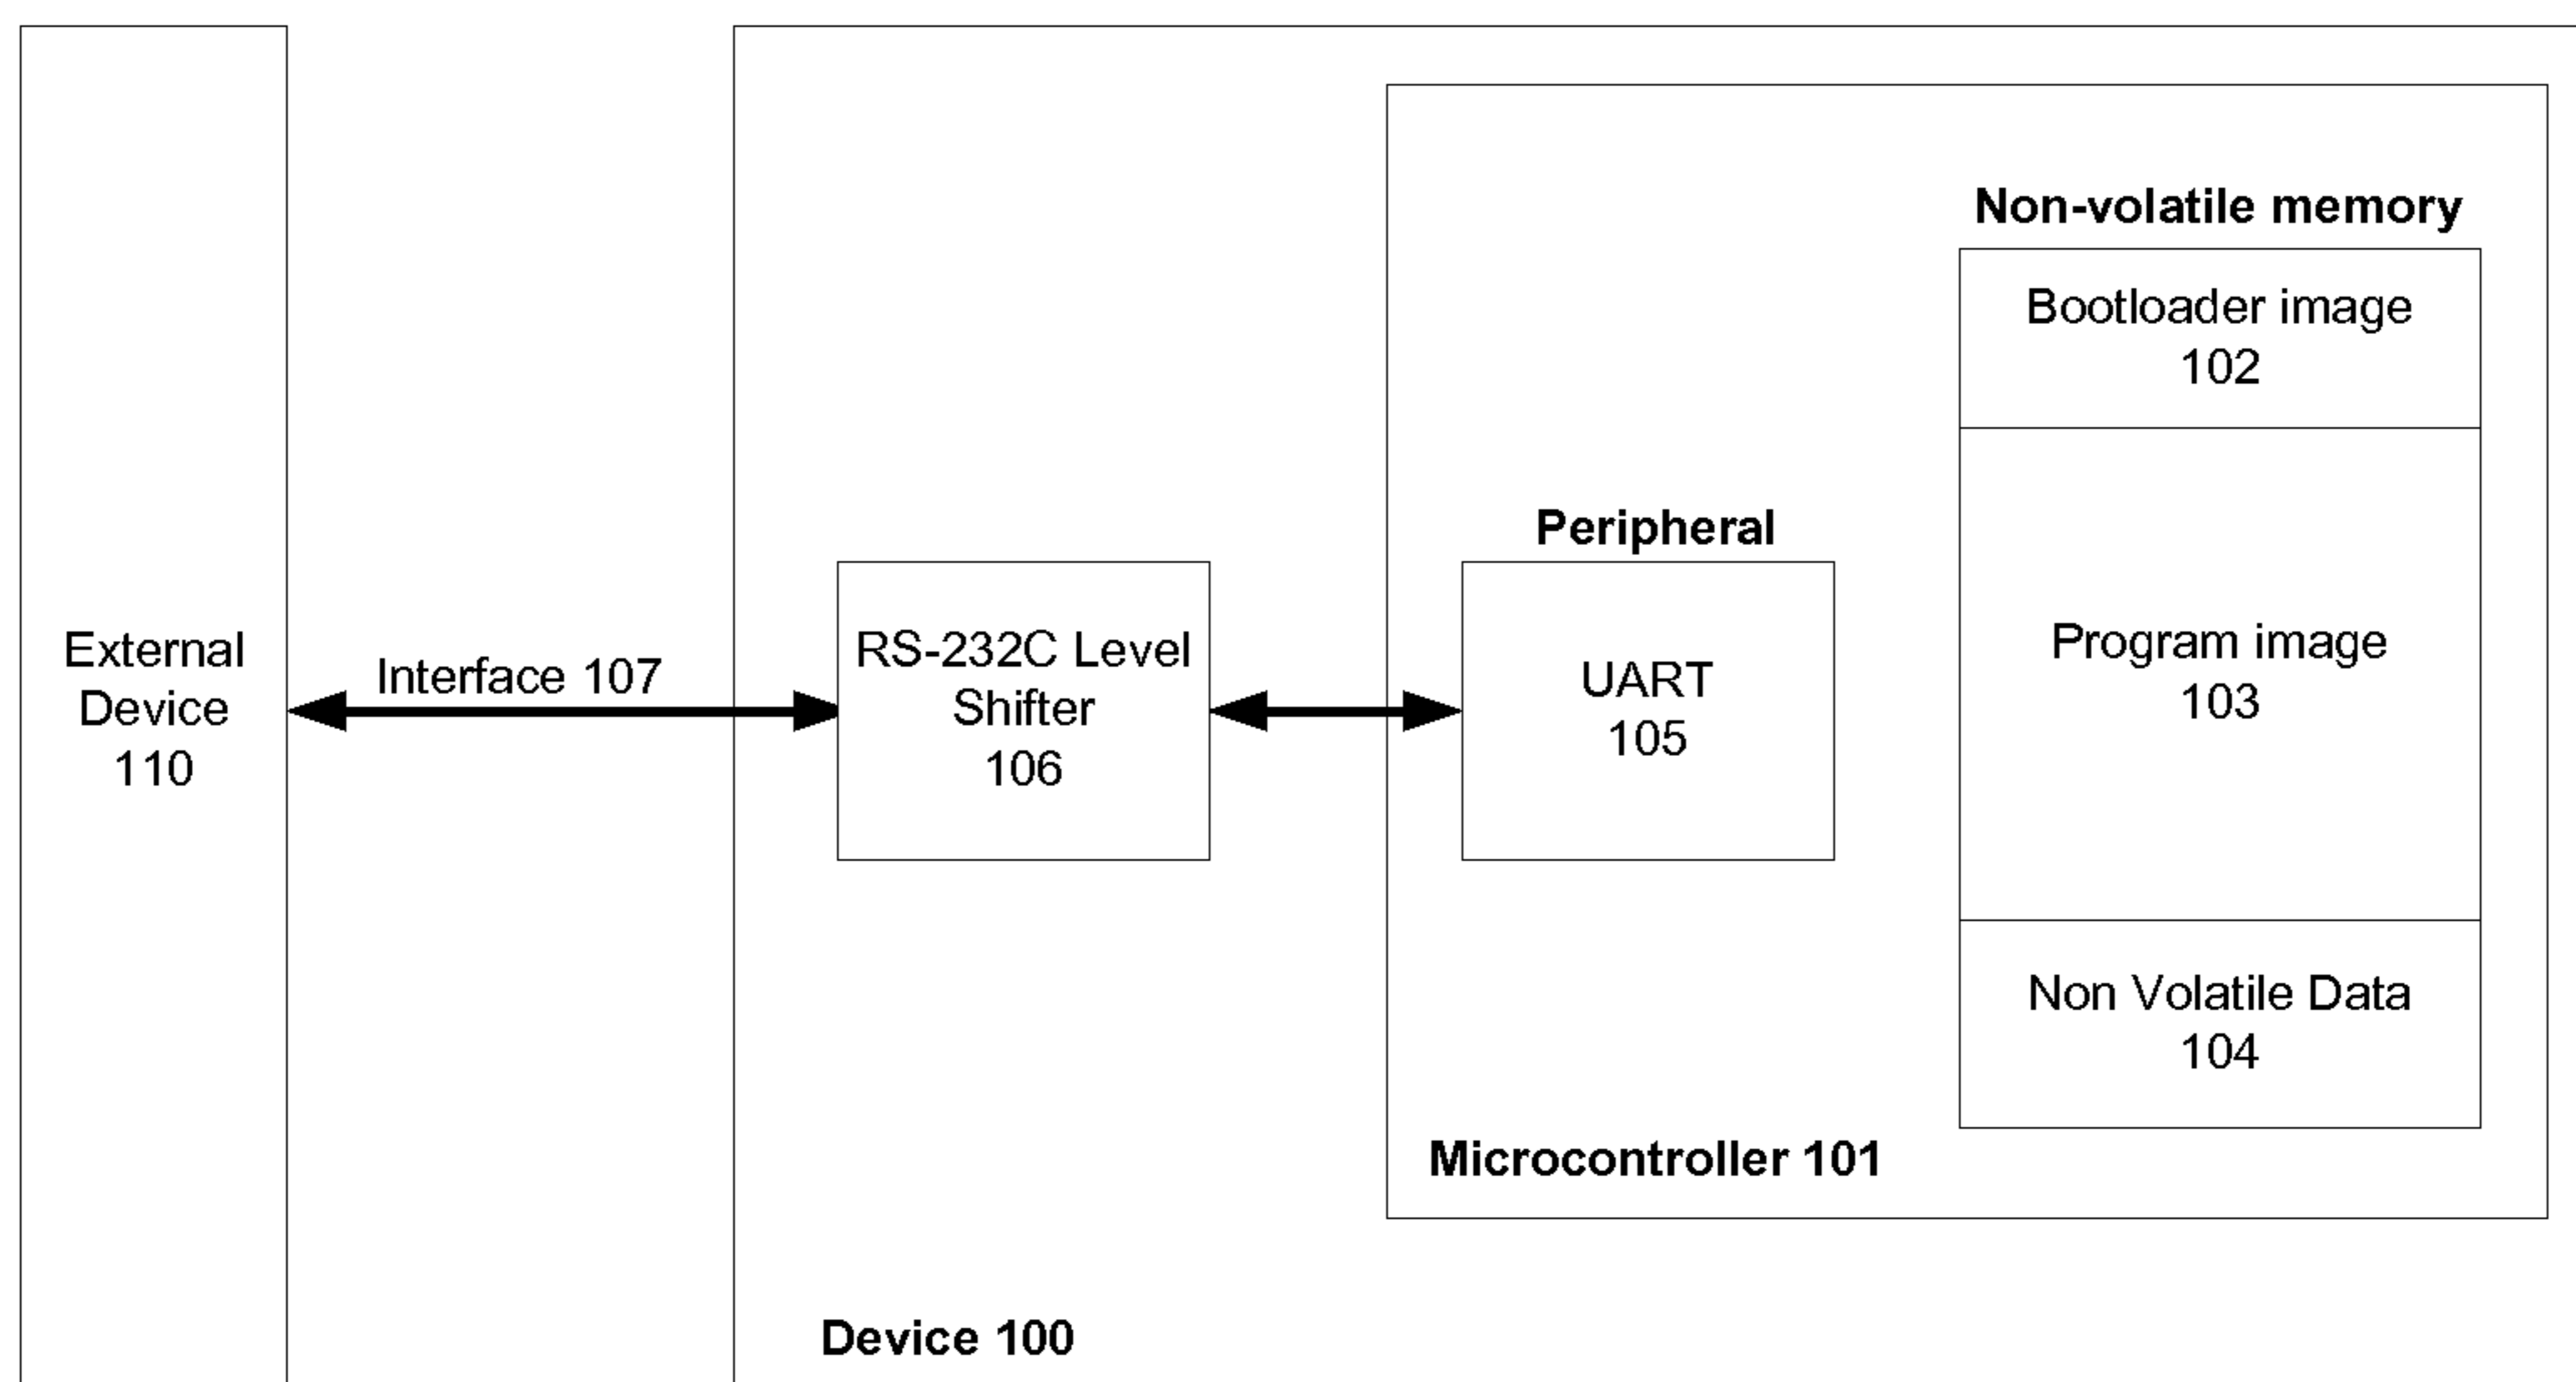 External
Device
110
Interface 107
RS-232C Level
Shifter
106
Peripheral
UART
105
Non-volatile memory
Bootloader image
102
Program image
103
Non Volatile Data
104
Microcontroller 101
Device 100